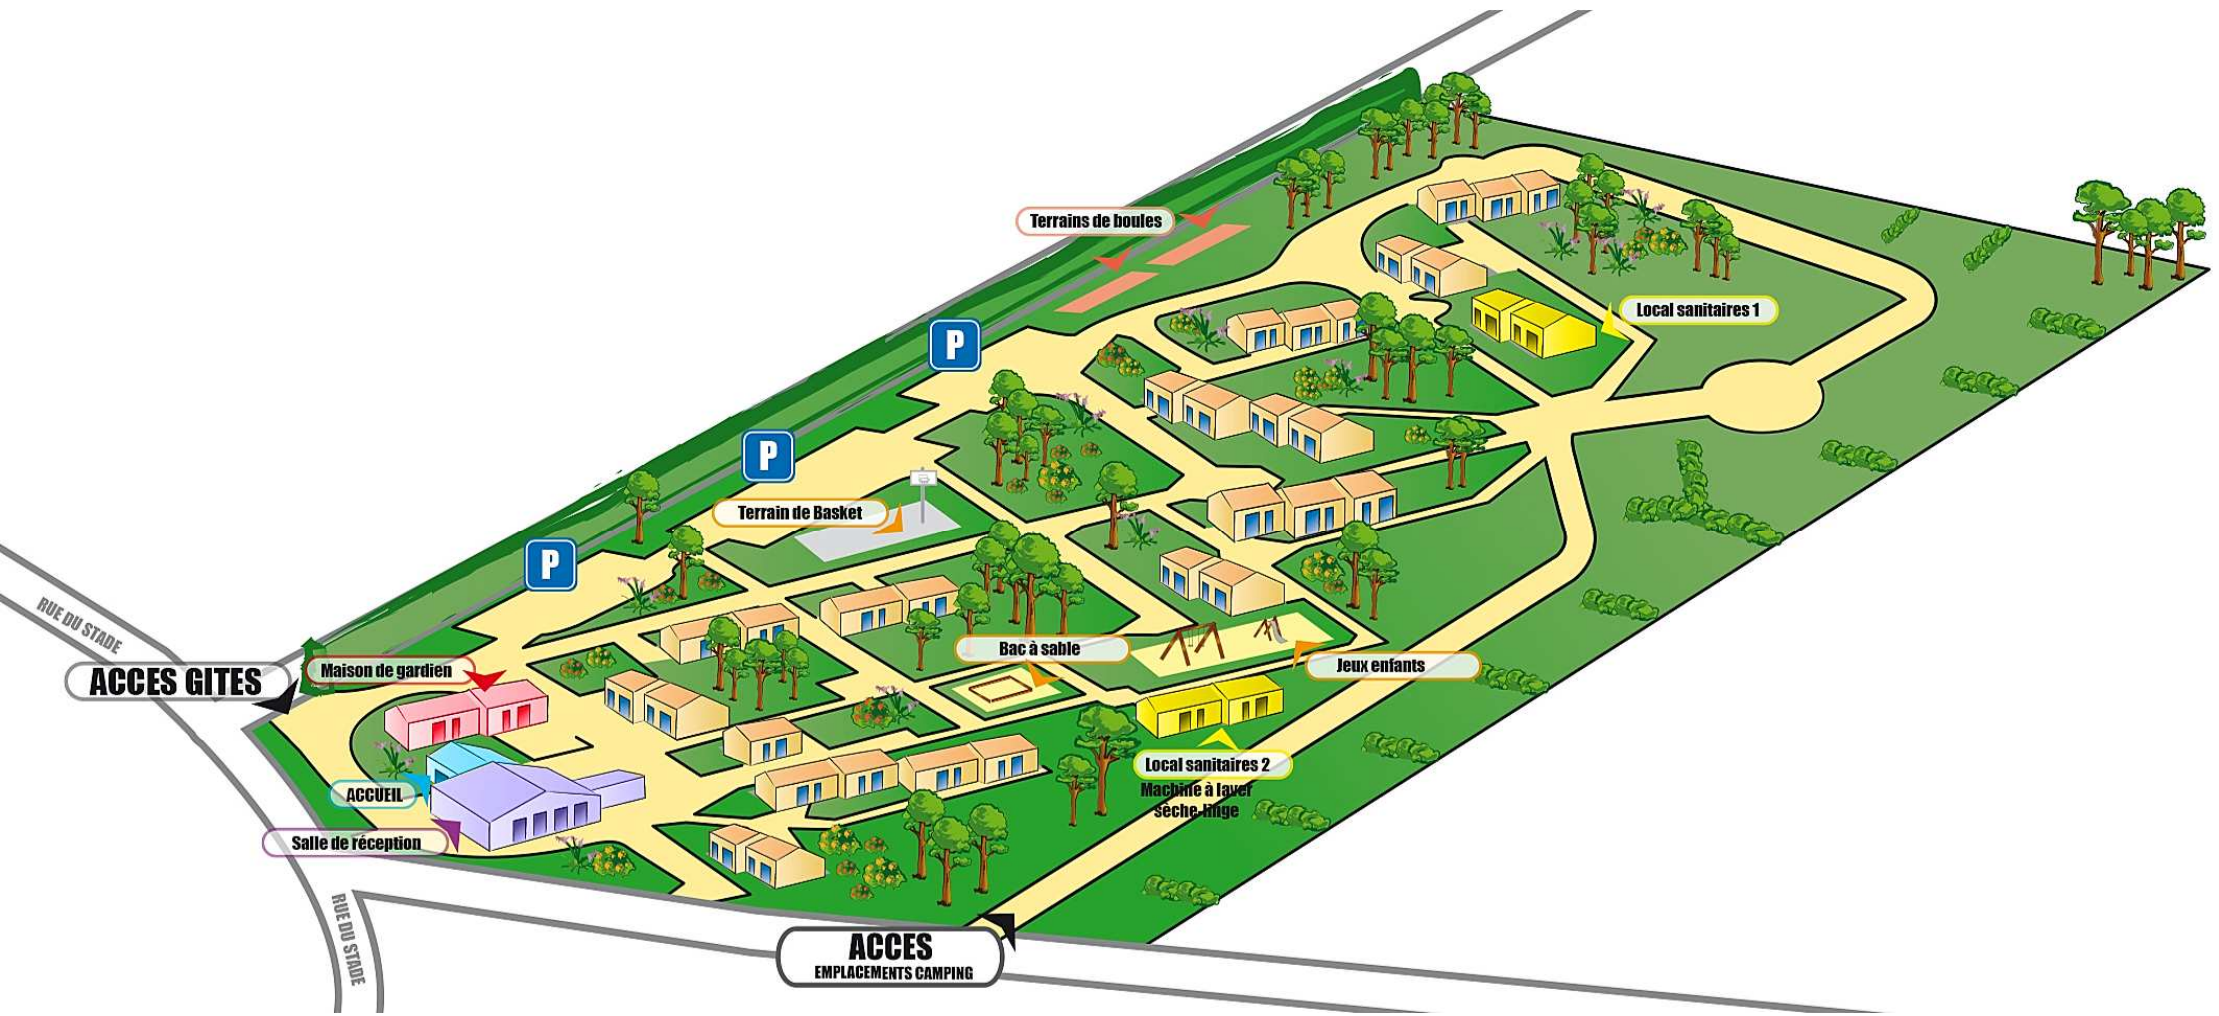 Terrains de boules
Local sanitaires 1
P
P
Terrain de Basket
P
RUE DU STADE
ACCES GITES
Maison de gardien
Bac à sable
Jeux enfants
ACCUEIL
Local sanitaires 2
Machine à laver
sèche-linge
Salle de réception
RUE DU STADE
ACCES
EMPLACEMENTS CAMPING